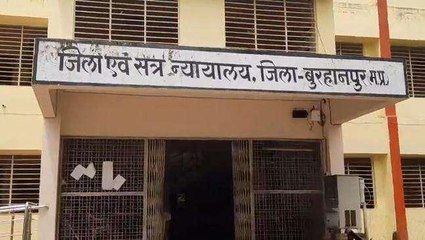 जिला एवं सत्र न्यायालय, जिला-बुरहानपुर म.प्र.